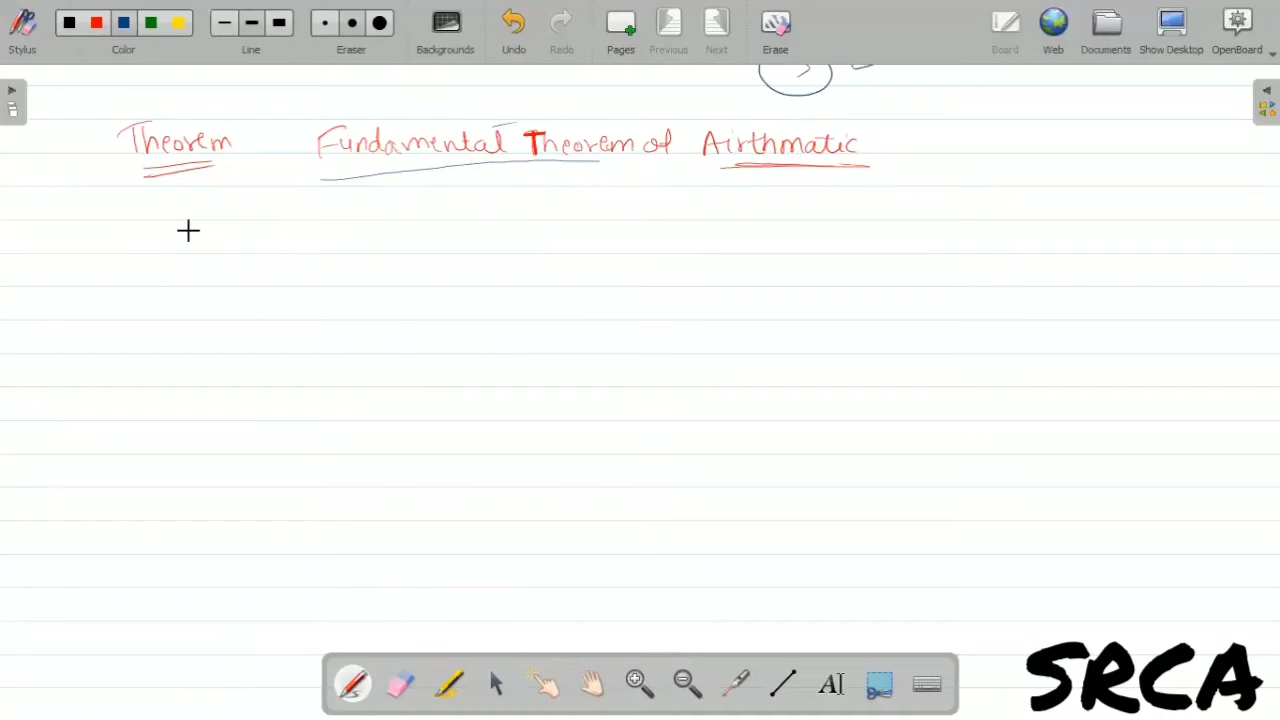 Stylus Color Line Eraser Backgrounds Undo Redo Pages Previous Next Erase Board Web Documents Show Desktop OpenBoard
Theorem Fundamental Theorem of Airthmatic
SRCA